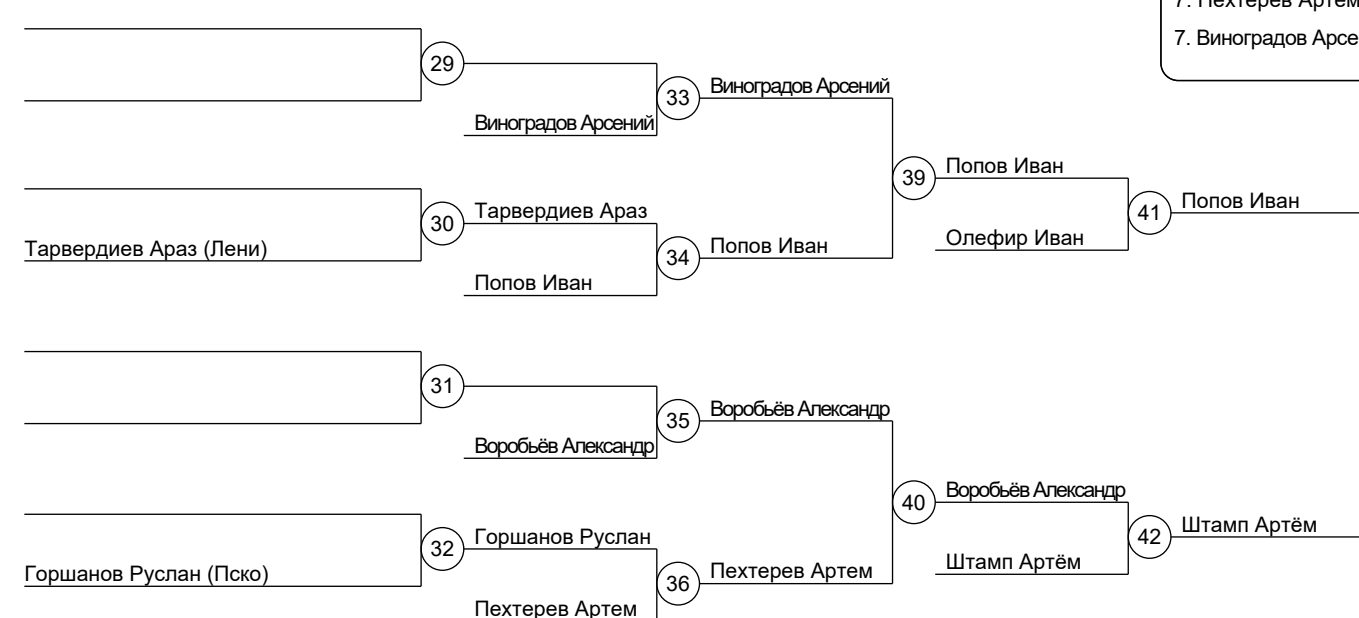 7. Пехтерев Артем
7. Виноградов Арсе
29
Виноградов Арсений
33
Виноградов Арсений
39
Попов Иван
Тарвердиев Араз (Лени)
30
Тарвердиев Араз
Попов Иван
34
Попов Иван
Олефир Иван
41
Попов Иван
31
Воробьёв Александр
35
Воробьёв Александр
40
Воробьёв Александр
Горшанов Руслан (Пско)
32
Горшанов Руслан
Пехтерев Артем
36
Пехтерев Артем
Штамп Артём
42
Штамп Артём